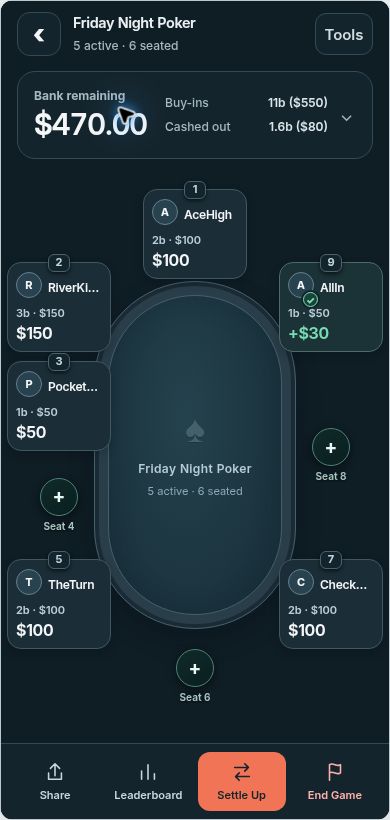 Friday Night Poker
5 active · 6 seated
Tools
Bank remaining
$470.00
Buy-ins 11b ($550)
Cashed out 1.6b ($80)
1
A AceHigh
2b · $100
$100
2
R RiverKi...
3b · $150
$150
9
A AllIn
1b · $50
+$30
3
P Pocket...
1b · $50
$50
♠
Friday Night Poker
5 active · 6 seated
+
Seat 8
+
Seat 4
5
T TheTurn
2b · $100
$100
7
C Check...
2b · $100
$100
+
Seat 6
Share
Leaderboard
Settle Up
End Game